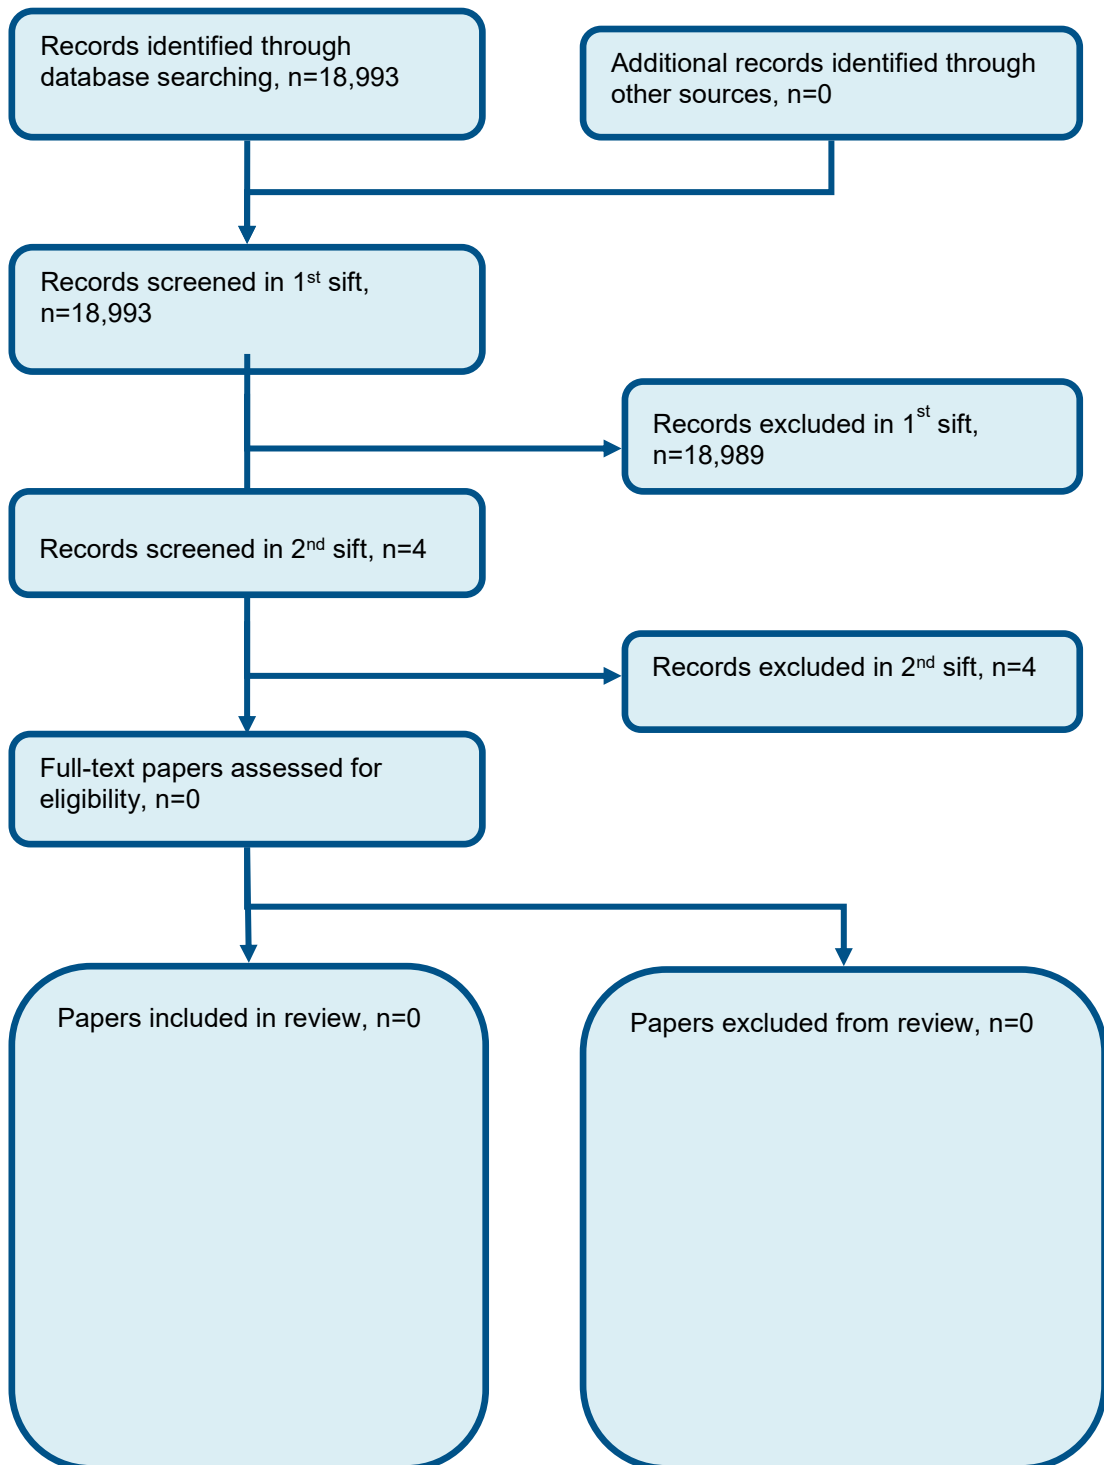 Records identified through
database searching, n=18,993
Additional records identified through
other sources, n=0
Records screened in 1st sift,
n=18,993
Records excluded in 1st sift,
n=18,989
Records screened in 2nd sift, n=4
Records excluded in 2nd sift, n=4
Full-text papers assessed for
eligibility, n=0
Papers included in review, n=0
Papers excluded from review, n=0